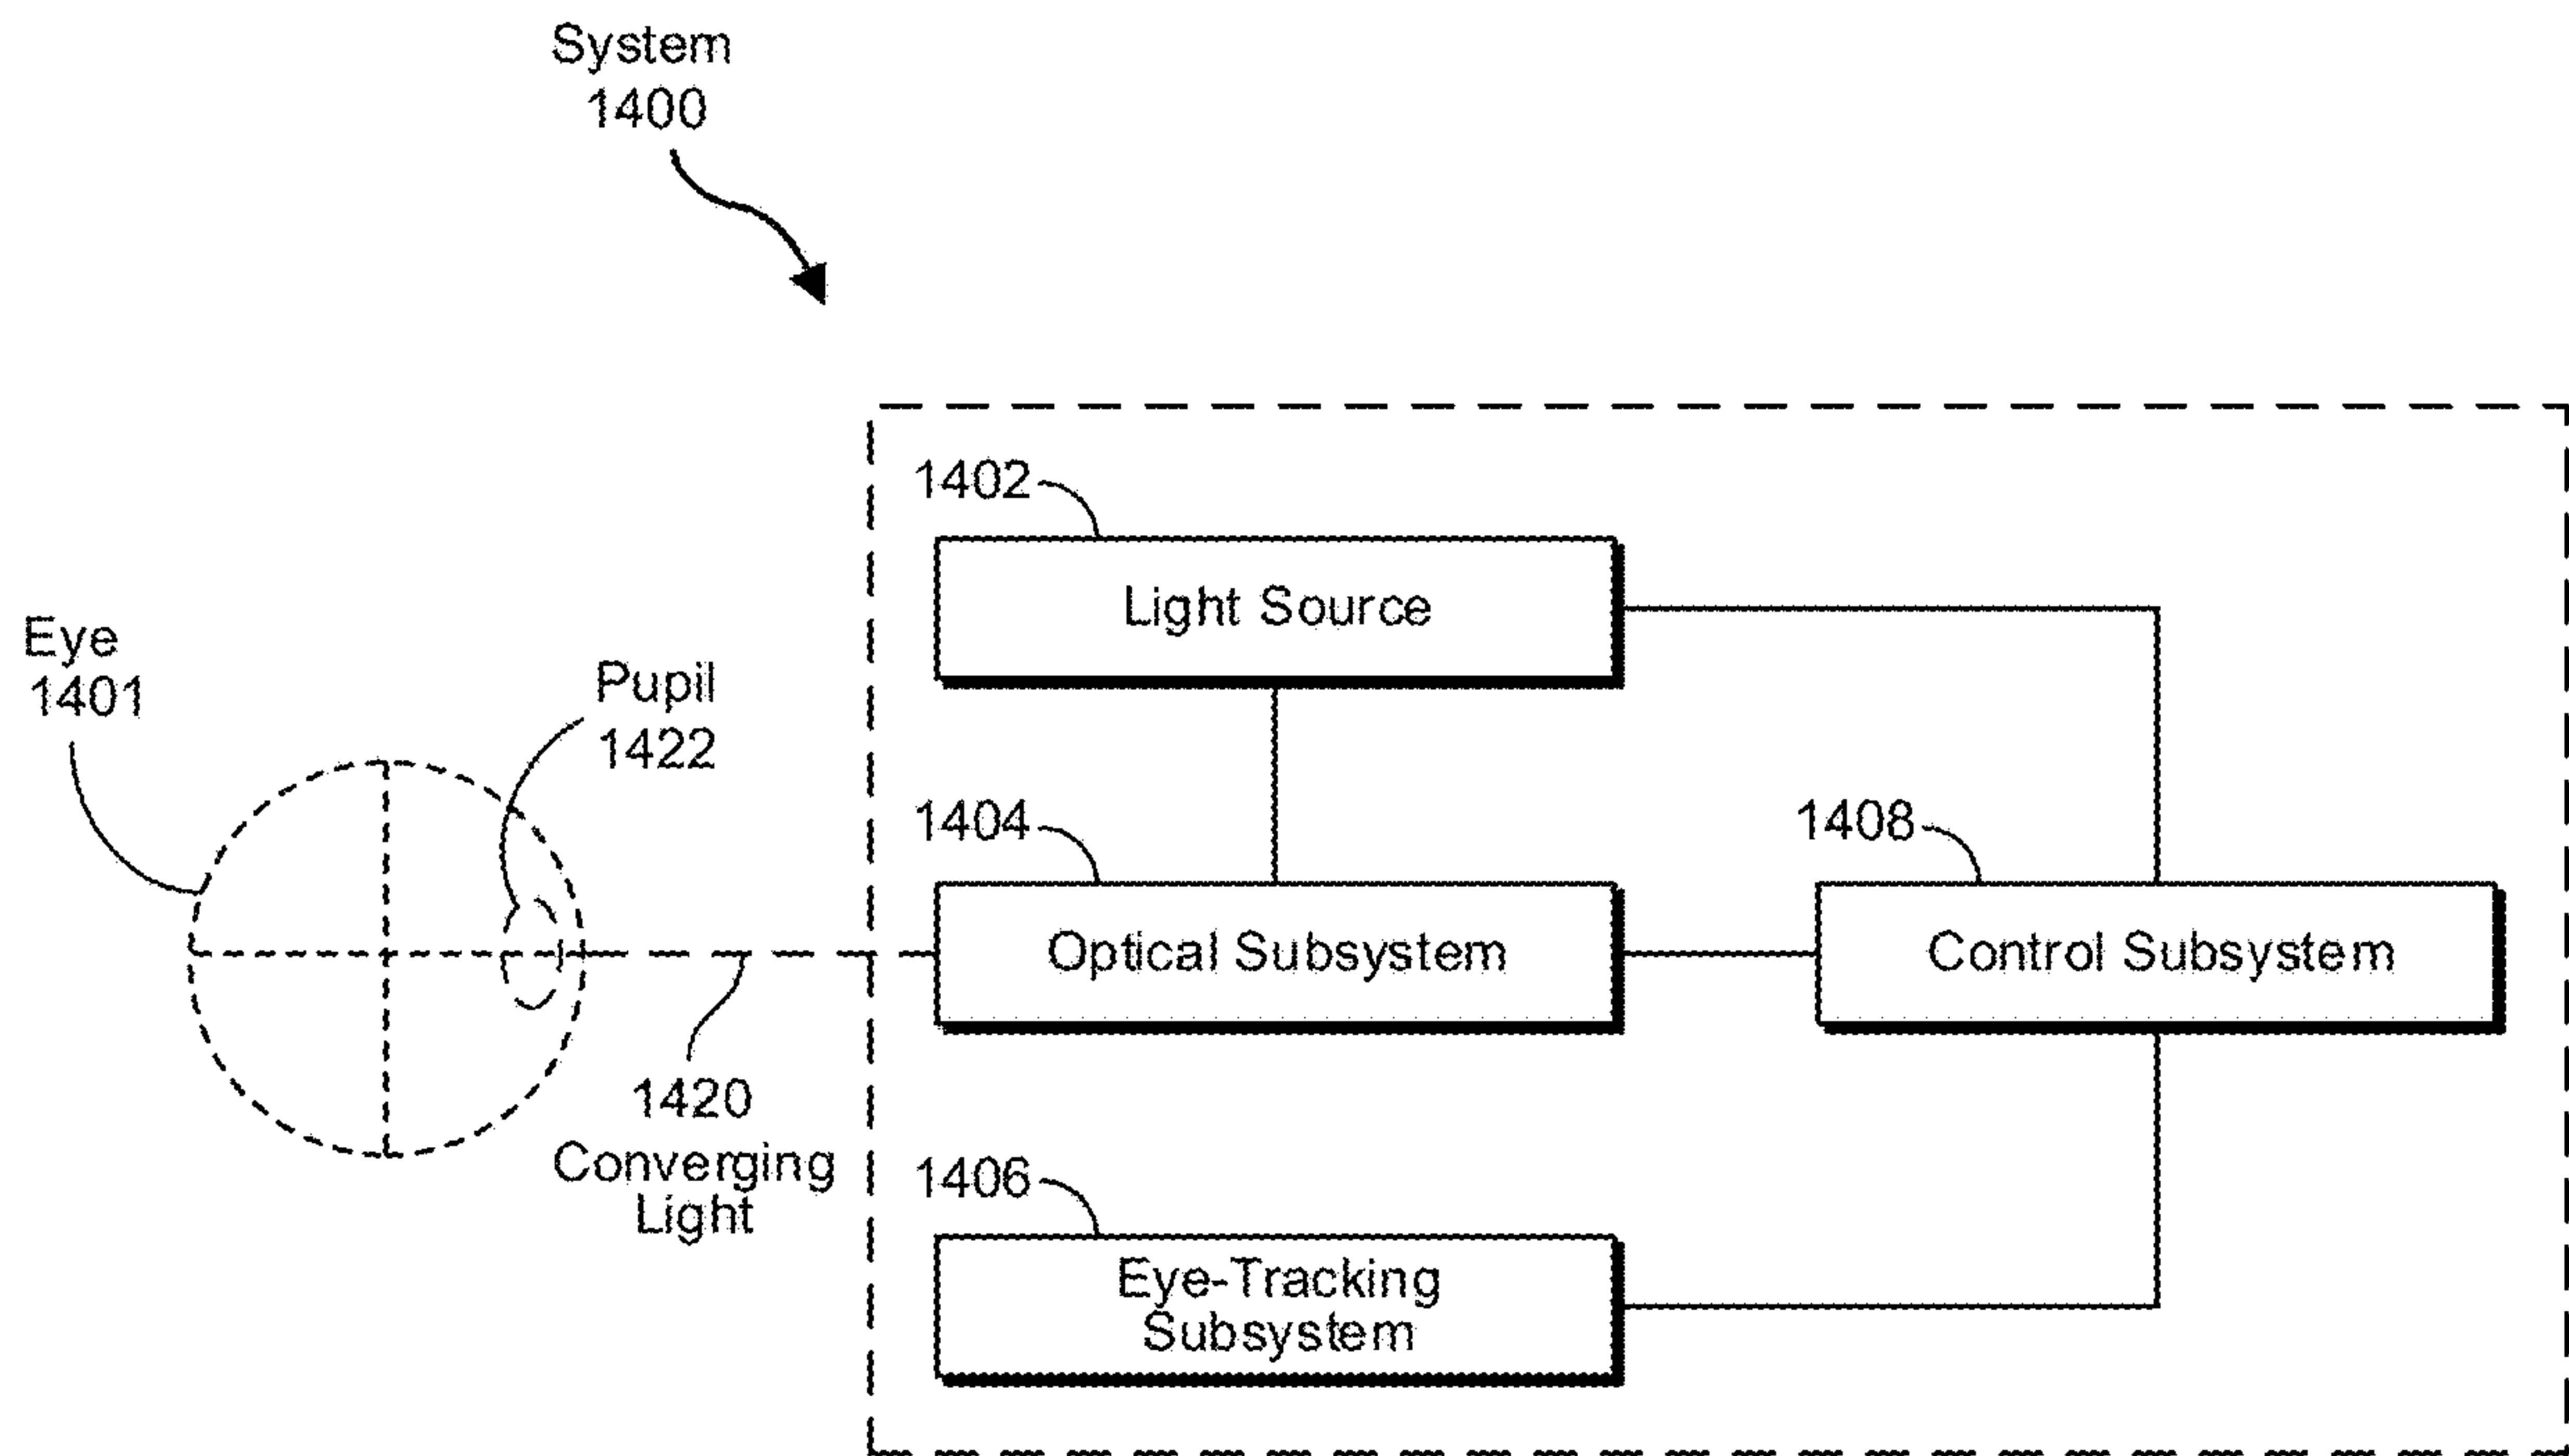 System
1400
1402
Light Source
Eye
1401
Pupil
1422
1404
1408
Optical Subsystem
Control Subsystem
1420
Converging
Light
1406
Eye-Tracking
Subsystem